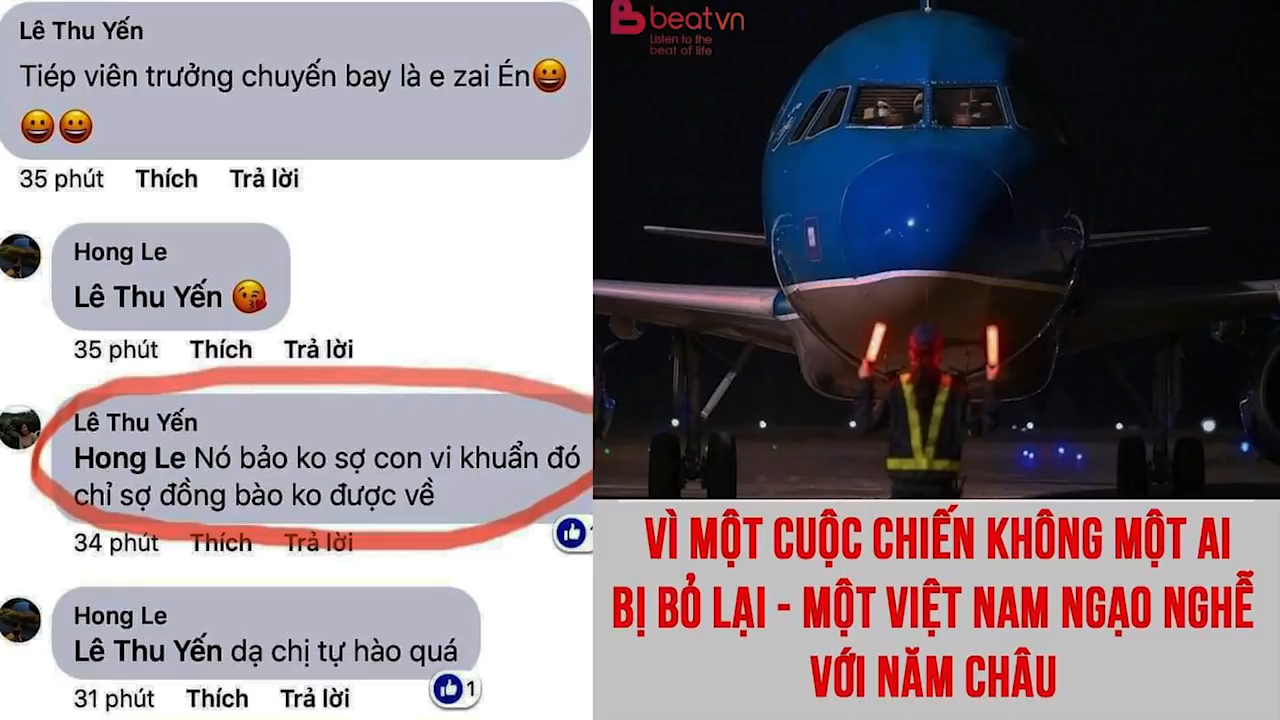 Lê Thu Yến
Tiép viên trưởng chuyến bay là e zai Én😀
😀😀
35 phút Thích Trả lời
Hong Le
Lê Thu Yến 😘
35 phút Thích Trả lời
Lê Thu Yến
Hong Le Nó bảo ko sợ con vi khuẩn đó
chỉ sợ đồng bào ko được về
34 phút Thích Trả lời
1
Hong Le
Lê Thu Yến dạ chị tự hào quá
1
31 phút Thích Trả lời
beatvn
Listen to the
beat of life
VÌ MỘT CUỘC CHIẾN KHÔNG MỘT AI
BỊ BỎ LẠI - MỘT VIỆT NAM NGẠO NGHỄ
VỚI NĂM CHÂU